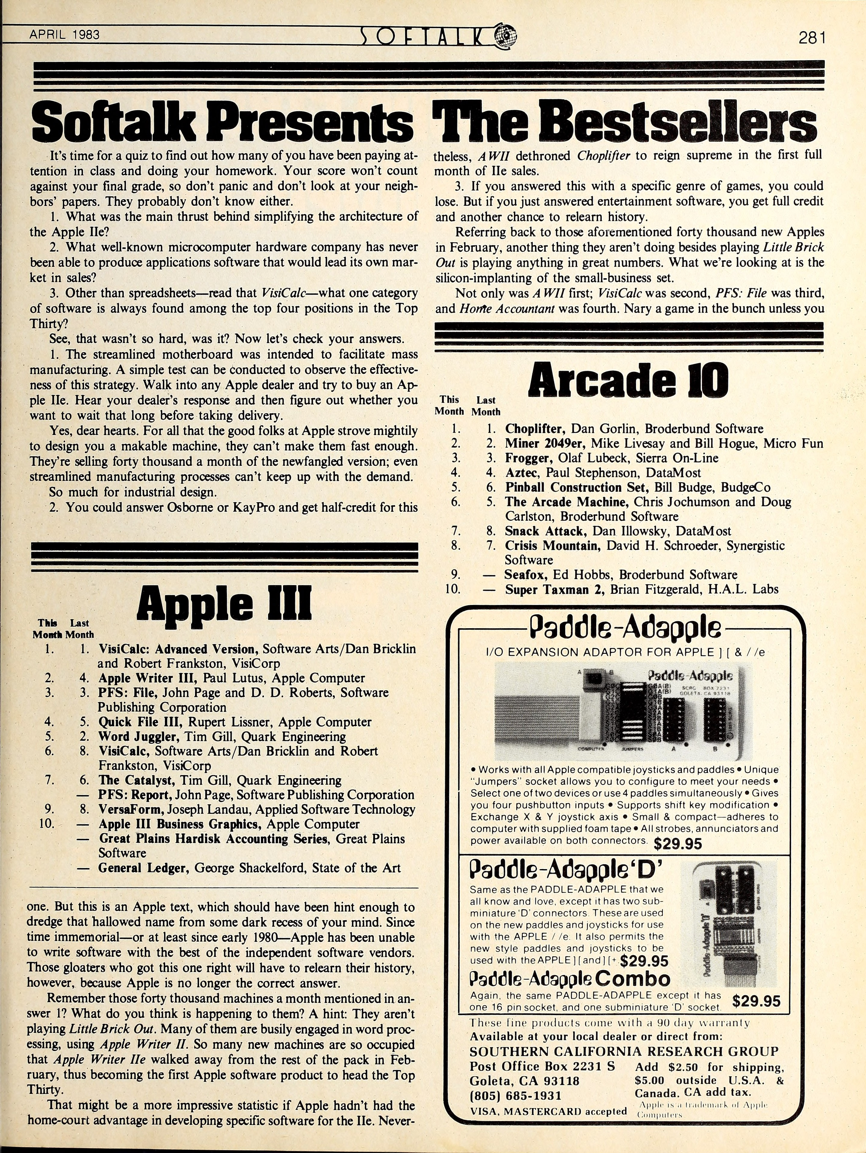 APRIL 1983
SOFTALK
281
Softalk Presents The Bestsellers
It's time for a quiz to find out how many of you have been paying at-
tention in class and doing your homework. Your score won't count
against your final grade, so don't panic and don't look at your neigh-
bors' papers. They probably don't know either.
1. What was the main thrust behind simplifying the architecture of
the Apple IIe?
2. What well-known microcomputer hardware company has never
been able to produce applications software that would lead its own mar-
ket in sales?
3. Other than spreadsheets—read that VisiCalc—what one category
of software is always found among the top four positions in the Top
Thirty?
See, that wasn't so hard, was it? Now let's check your answers.
1. The streamlined motherboard was intended to facilitate mass
manufacturing. A simple test can be conducted to observe the effective-
ness of this strategy. Walk into any Apple dealer and try to buy an Ap-
ple IIe. Hear your dealer's response and then figure out whether you
want to wait that long before taking delivery.
Yes, dear hearts. For all that the good folks at Apple strove mightily
to design you a makable machine, they can't make them fast enough.
They're selling forty thousand a month of the newfangled version; even
streamlined manufacturing processes can't keep up with the demand.
So much for industrial design.
2. You could answer Osborne or KayPro and get half-credit for this
Apple III
This Last
Month Month
1. 1. VisiCalc: Advanced Version, Software Arts/Dan Bricklin
and Robert Frankston, VisiCorp
2. 4. Apple Writer III, Paul Lutus, Apple Computer
3. 3. PFS: File, John Page and D. D. Roberts, Software
Publishing Corporation
4. 5. Quick File III, Rupert Lissner, Apple Computer
5. 2. Word Juggler, Tim Gill, Quark Engineering
6. 8. VisiCalc, Software Arts/Dan Bricklin and Robert
Frankston, VisiCorp
7. 6. The Catalyst, Tim Gill, Quark Engineering
— PFS: Report, John Page, Software Publishing Corporation
9. 8. VersaForm, Joseph Landau, Applied Software Technology
10. — Apple III Business Graphics, Apple Computer
— Great Plains Hardisk Accounting Series, Great Plains
Software
— General Ledger, George Shackelford, State of the Art
one. But this is an Apple text, which should have been hint enough to
dredge that hallowed name from some dark recess of your mind. Since
time immemorial—or at least since early 1980—Apple has been unable
to write software with the best of the independent software vendors.
Those gloaters who got this one right will have to relearn their history,
however, because Apple is no longer the correct answer.
Remember those forty thousand machines a month mentioned in an-
swer 1? What do you think is happening to them? A hint: They aren't
playing Little Brick Out. Many of them are busily engaged in word proc-
essing, using Apple Writer II. So many new machines are so occupied
that Apple Writer IIe walked away from the rest of the pack in Feb-
ruary, thus becoming the first Apple software product to head the Top
Thirty.
That might be a more impressive statistic if Apple hadn't had the
home-court advantage in developing specific software for the IIe. Never-
theless, A WII dethroned Choplifter to reign supreme in the first full
month of IIe sales.
3. If you answered this with a specific genre of games, you could
lose. But if you just answered entertainment software, you get full credit
and another chance to relearn history.
Referring back to those aforementioned forty thousand new Apples
in February, another thing they aren't doing besides playing Little Brick
Out is playing anything in great numbers. What we're looking at is the
silicon-implanting of the small-business set.
Not only was A WII first; VisiCalc was second, PFS: File was third,
and Home Accountant was fourth. Nary a game in the bunch unless you
Arcade 10
This Last
Month Month
1. 1. Choplifter, Dan Gorlin, Broderbund Software
2. 2. Miner 2049er, Mike Livesay and Bill Hogue, Micro Fun
3. 3. Frogger, Olaf Lubeck, Sierra On-Line
4. 4. Aztec, Paul Stephenson, DataMost
5. 6. Pinball Construction Set, Bill Budge, BudgeCo
6. 5. The Arcade Machine, Chris Jochumson and Doug
Carlston, Broderbund Software
7. 8. Snack Attack, Dan Illowsky, DataMost
8. 7. Crisis Mountain, David H. Schroeder, Synergistic
Software
9. — Seafox, Ed Hobbs, Broderbund Software
10. — Super Taxman 2, Brian Fitzgerald, H.A.L. Labs
Paddle-Adapple
I/O EXPANSION ADAPTOR FOR APPLE ] [ & / /e
A B Paddle-Adapple
SCRG BOX 2231
GOLETA, CA 93118
COMPUTER JUMPERS A B
• Works with all Apple compatible joysticks and paddles • Unique
"Jumpers" socket allows you to configure to meet your needs •
Select one of two devices or use 4 paddles simultaneously • Gives
you four pushbutton inputs • Supports shift key modification •
Exchange X & Y joystick axis • Small & compact—adheres to
computer with supplied foam tape • All strobes, annunciators and
power available on both connectors. $29.95
Paddle-Adapple 'D'
Same as the PADDLE-ADAPPLE that we
all know and love, except it has two sub-
miniature 'D' connectors. These are used
on the new paddles and joysticks for use
with the APPLE / /e. It also permits the
new style paddles and joysticks to be
used with the APPLE ] [ and ] [ + $29.95
Paddle-Adapple Combo
Again, the same PADDLE-ADAPPLE except it has
one 16 pin socket, and one subminiature 'D' socket. $29.95
These fine products come with a 90 day warranty
Available at your local dealer or direct from:
SOUTHERN CALIFORNIA RESEARCH GROUP
Post Office Box 2231 S
Goleta, CA 93118
(805) 685-1931
VISA, MASTERCARD accepted
Add $2.50 for shipping,
$5.00 outside U.S.A. &
Canada. CA add tax.
Apple is a trademark of Apple
Computers